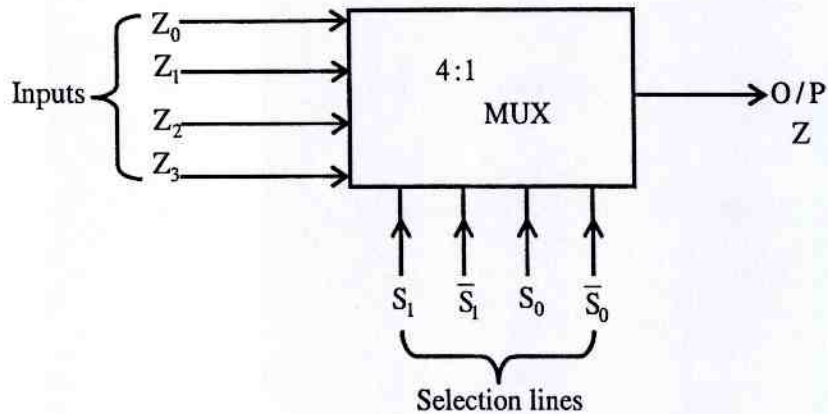 Z₀
Z₁
Inputs
Z₂
Z₃
4:1
MUX
O/P
Z
S₁ S̅₁ S₀ S̅₀
Selection lines